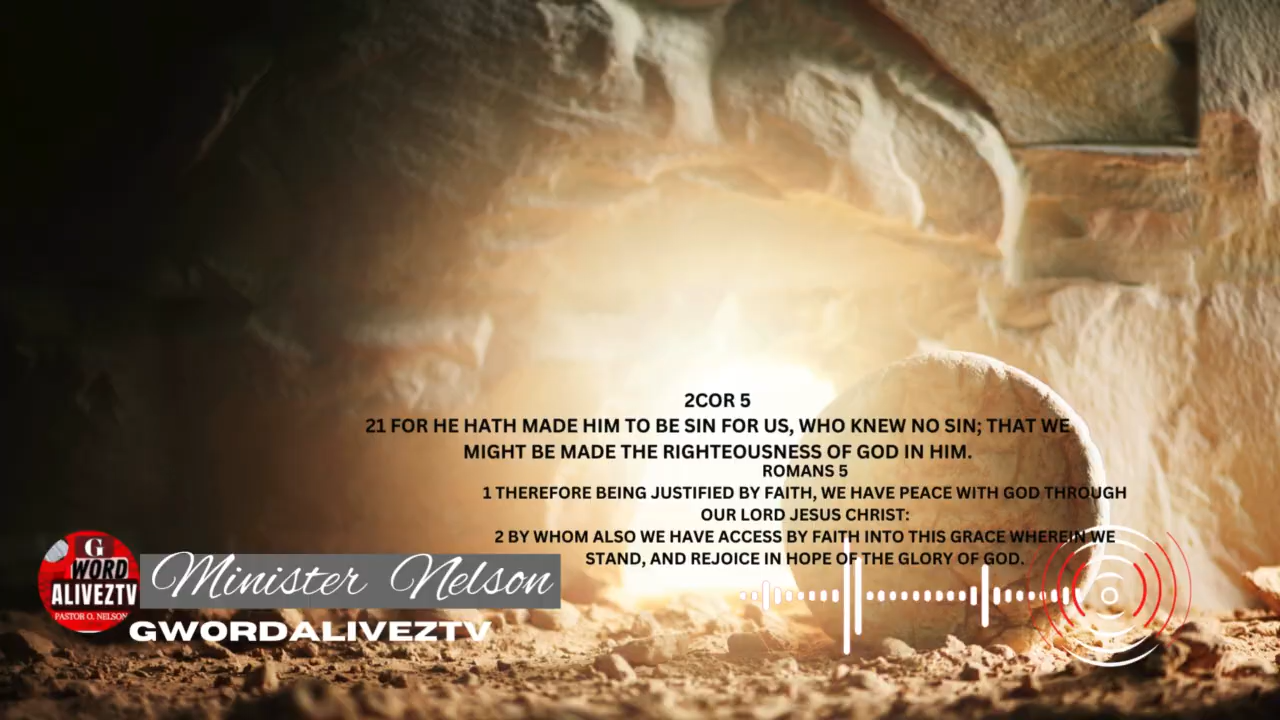 2COR 5
21 FOR HE HATH MADE HIM TO BE SIN FOR US, WHO KNEW NO SIN; THAT WE
MIGHT BE MADE THE RIGHTEOUSNESS OF GOD IN HIM.
ROMANS 5
1 THEREFORE BEING JUSTIFIED BY FAITH, WE HAVE PEACE WITH GOD THROUGH
OUR LORD JESUS CHRIST:
2 BY WHOM ALSO WE HAVE ACCESS BY FAITH INTO THIS GRACE WHEREIN WE
STAND, AND REJOICE IN HOPE OF THE GLORY OF GOD.
G
WORD
ALIVEZTV
PASTOR O. NELSON
Minister Nelson
GWORDALIVEZTV